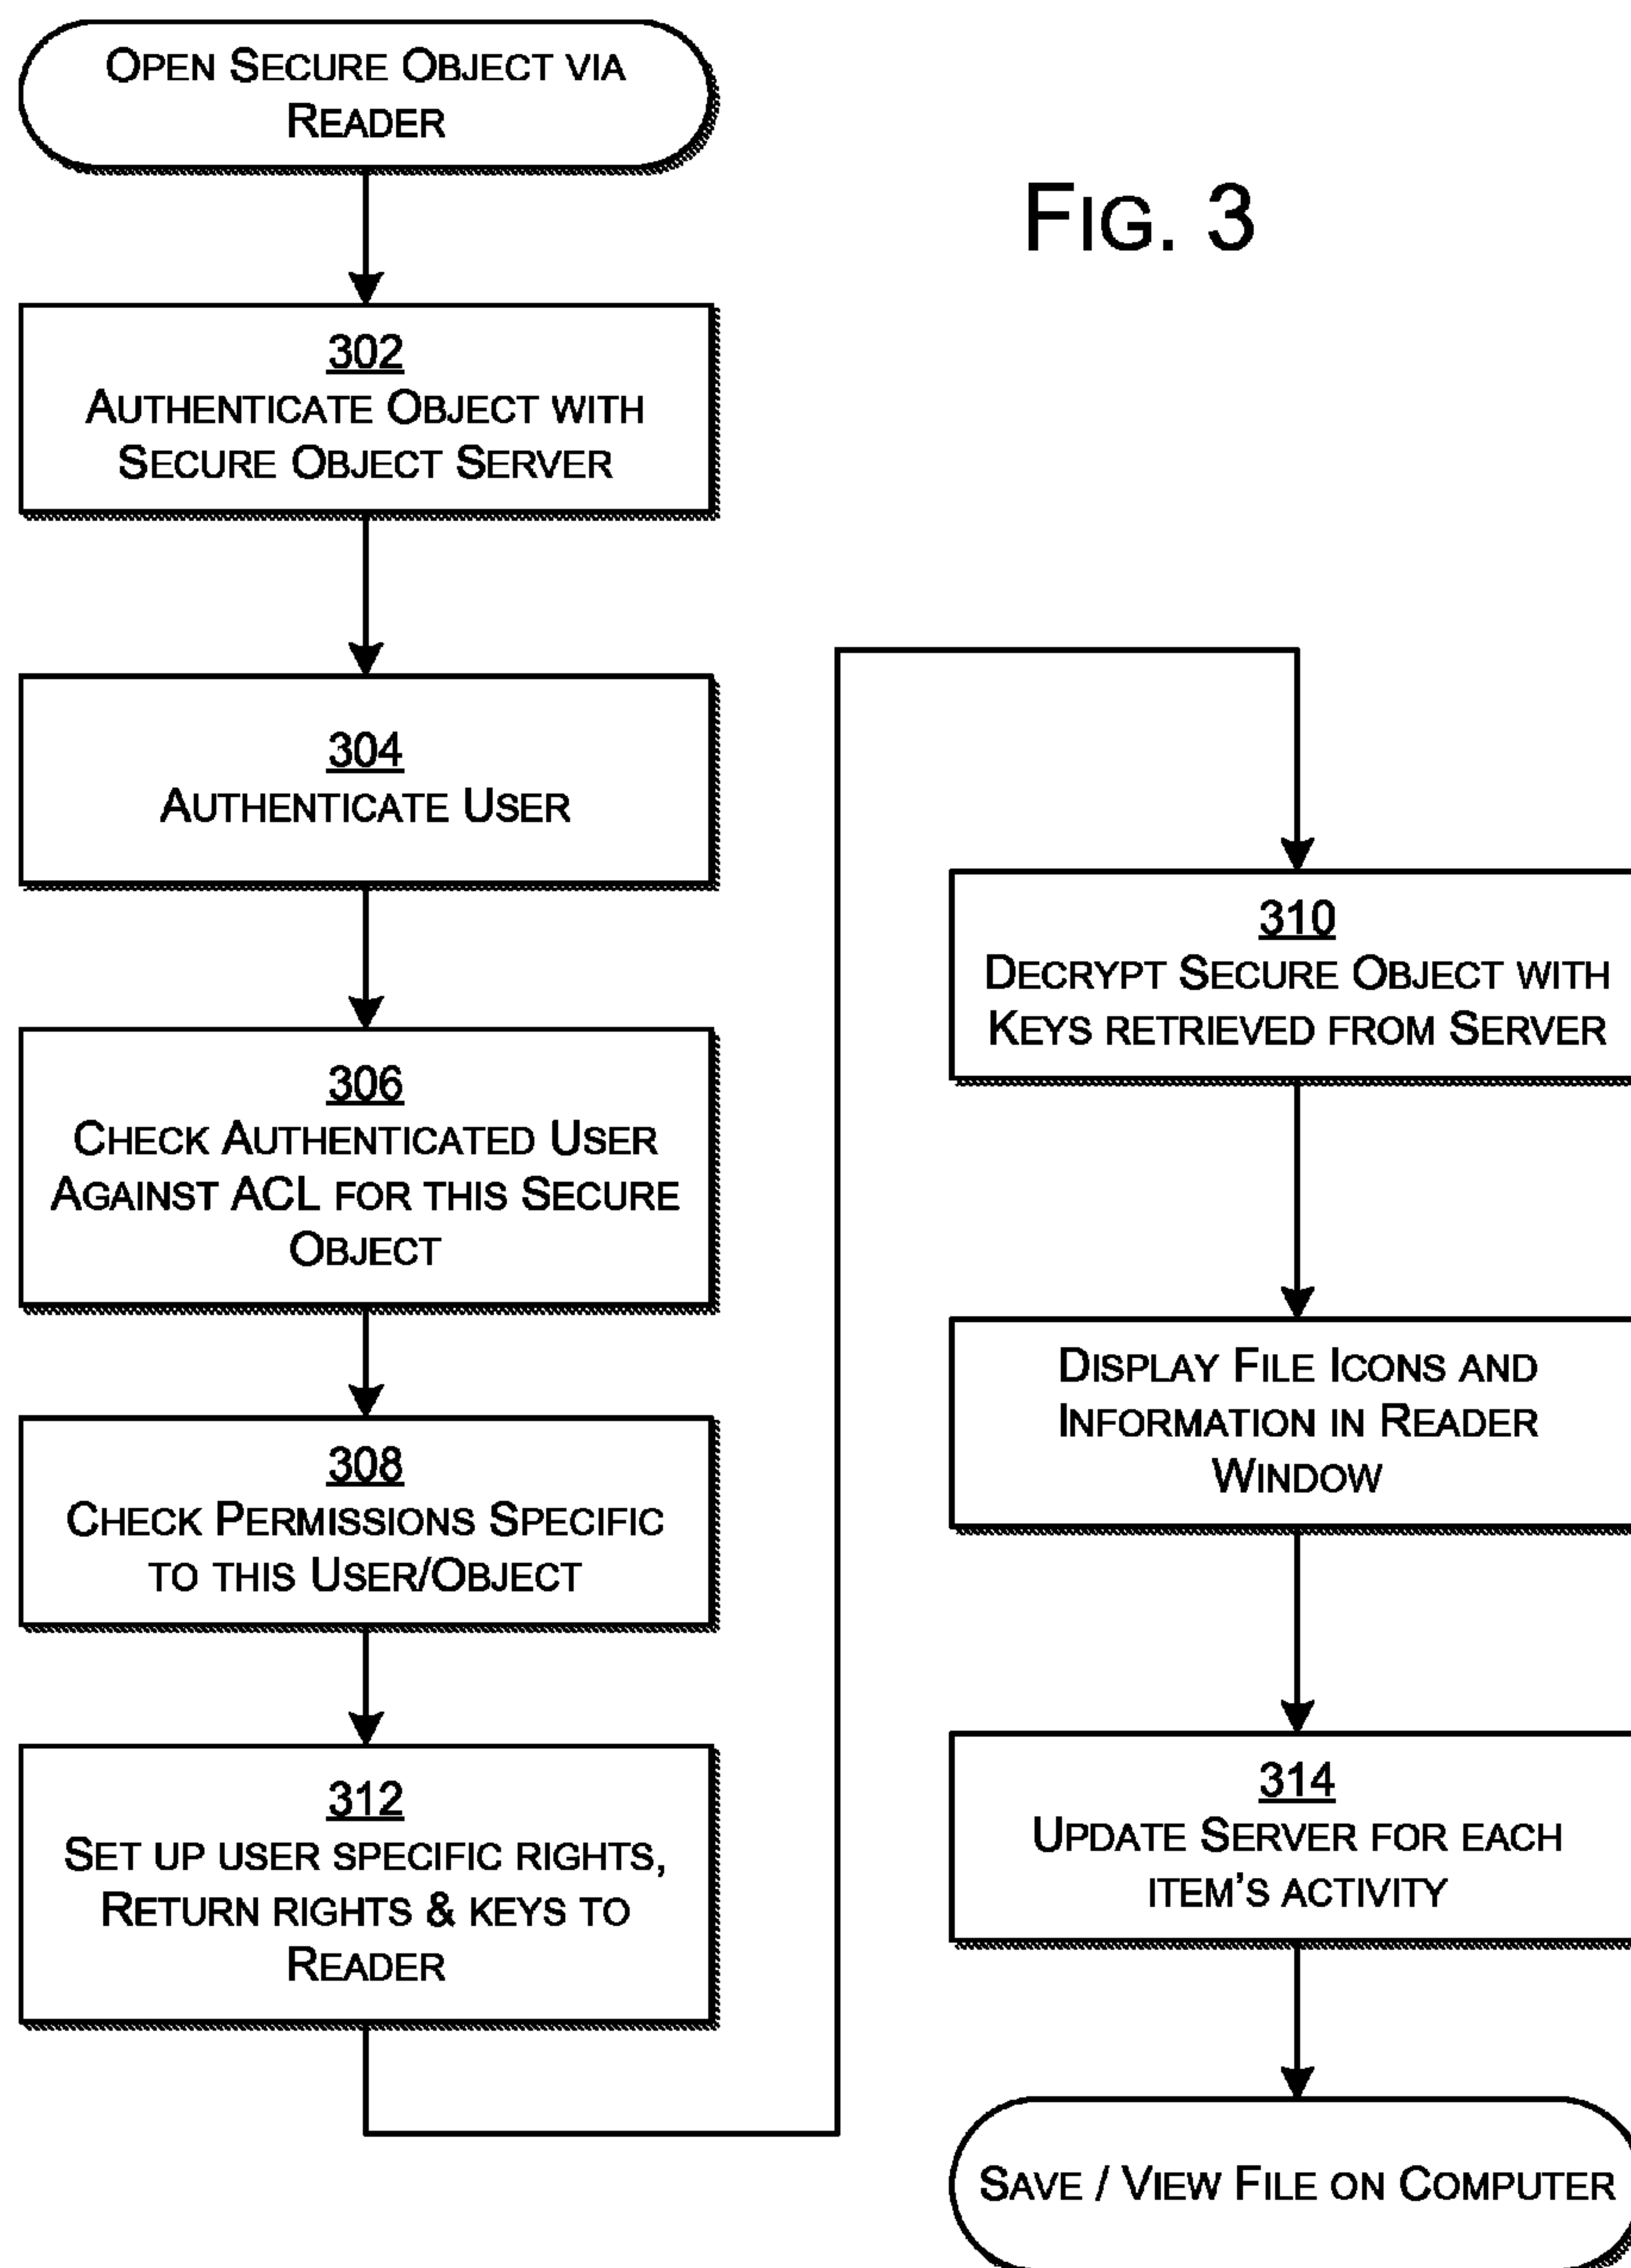 OPEN SECURE OBJECT VIA
READER
FIG. 3
302
AUTHENTICATE OBJECT WITH
SECURE OBJECT SERVER
304
AUTHENTICATE USER
306
CHECK AUTHENTICATED USER
AGAINST ACL FOR THIS SECURE
OBJECT
308
CHECK PERMISSIONS SPECIFIC
TO THIS USER/OBJECT
312
SET UP USER SPECIFIC RIGHTS,
RETURN RIGHTS & KEYS TO
READER
310
DECRYPT SECURE OBJECT WITH
KEYS RETRIEVED FROM SERVER
DISPLAY FILE ICONS AND
INFORMATION IN READER
WINDOW
314
UPDATE SERVER FOR EACH
ITEM'S ACTIVITY
SAVE / VIEW FILE ON COMPUTER